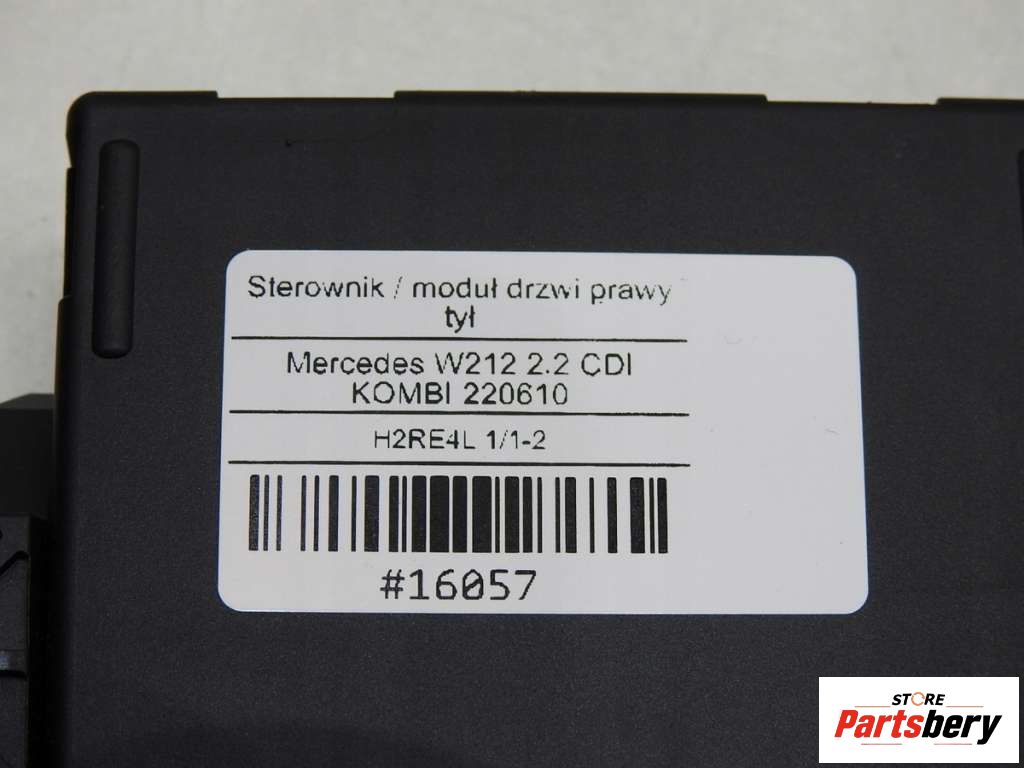 Sterownik / moduł drzwi prawy
tył
Mercedes W212 2.2 CDI
KOMBI 220610
H2RE4L 1/1-2
#16057
STORE
Partsbery